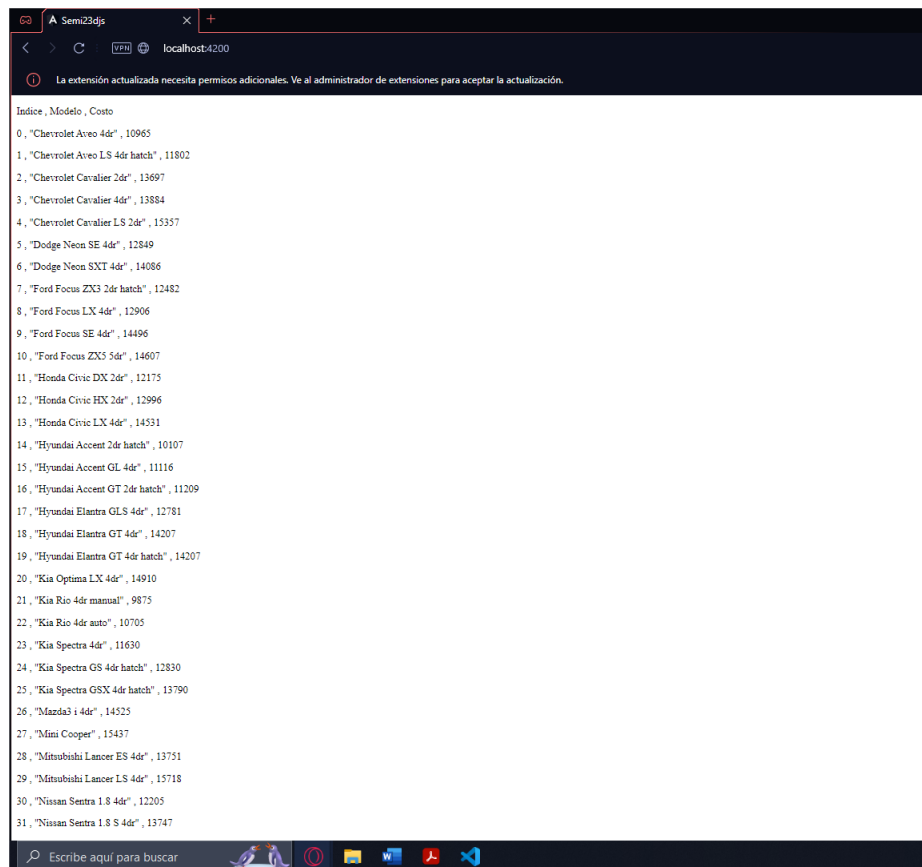 A Semi23djs
VPN localhost:4200
La extensión actualizada necesita permisos adicionales. Ve al administrador de extensiones para aceptar la actualización.
Indice , Modelo , Costo
0 , "Chevrolet Aveo 4dr" , 10965
1 , "Chevrolet Aveo LS 4dr hatch" , 11802
2 , "Chevrolet Cavalier 2dr" , 13697
3 , "Chevrolet Cavalier 4dr" , 13884
4 , "Chevrolet Cavalier LS 2dr" , 15357
5 , "Dodge Neon SE 4dr" , 12849
6 , "Dodge Neon SXT 4dr" , 14086
7 , "Ford Focus ZX3 2dr hatch" , 12482
8 , "Ford Focus LX 4dr" , 12906
9 , "Ford Focus SE 4dr" , 14496
10 , "Ford Focus ZX5 5dr" , 14607
11 , "Honda Civic DX 2dr" , 12175
12 , "Honda Civic HX 2dr" , 12996
13 , "Honda Civic LX 4dr" , 14531
14 , "Hyundai Accent 2dr hatch" , 10107
15 , "Hyundai Accent GL 4dr" , 11116
16 , "Hyundai Accent GT 2dr hatch" , 11209
17 , "Hyundai Elantra GLS 4dr" , 12781
18 , "Hyundai Elantra GT 4dr" , 14207
19 , "Hyundai Elantra GT 4dr hatch" , 14207
20 , "Kia Optima LX 4dr" , 14910
21 , "Kia Rio 4dr manual" , 9875
22 , "Kia Rio 4dr auto" , 10705
23 , "Kia Spectra 4dr" , 11630
24 , "Kia Spectra GS 4dr hatch" , 12830
25 , "Kia Spectra GSX 4dr hatch" , 13790
26 , "Mazda3 i 4dr" , 14525
27 , "Mini Cooper" , 15437
28 , "Mitsubishi Lancer ES 4dr" , 13751
29 , "Mitsubishi Lancer LS 4dr" , 15718
30 , "Nissan Sentra 1.8 4dr" , 12205
31 , "Nissan Sentra 1.8 S 4dr" , 13747
Escribe aquí para buscar